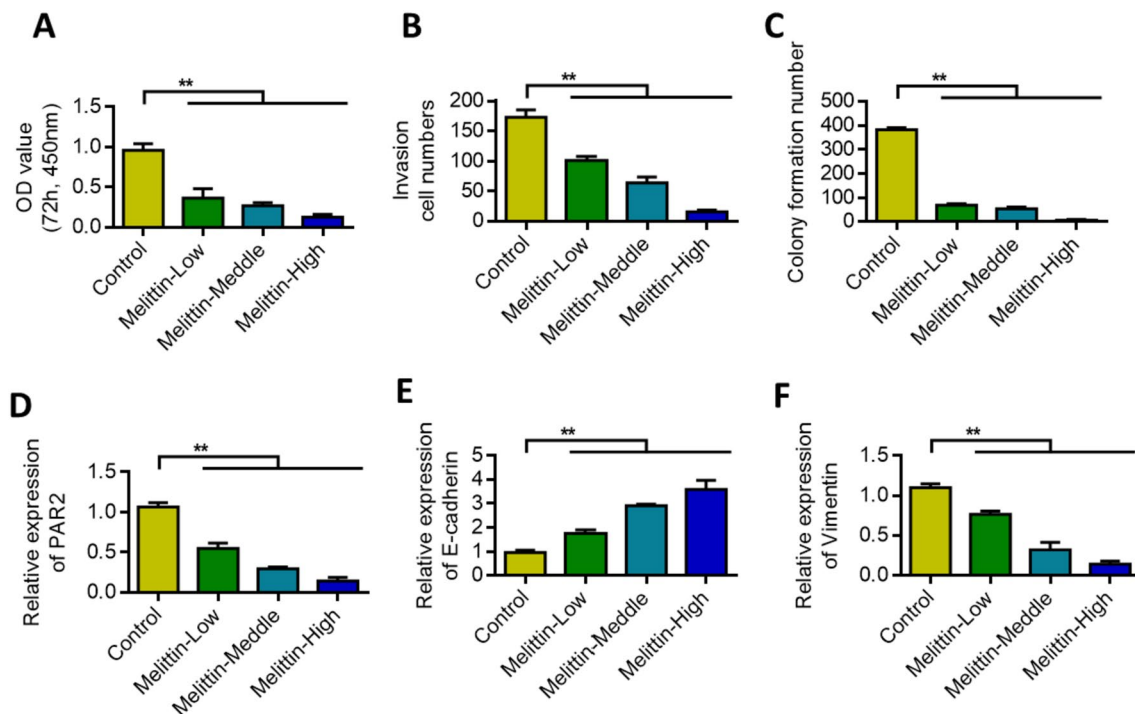 A
**
OD value
(72h, 450nm)
1.0
0.5
0.0
Control
Melittin-Low
Melittin-Meddle
Melittin-High
B
**
Invasion
cell numbers
200
150
100
50
0
Control
Melittin-Low
Melittin-Meddle
Melittin-High
C
**
Colony formation number
500
400
300
200
100
0
Control
Melittin-Low
Melittin-Meddle
Melittin-High
D
**
Relative expression
of PAR2
1.5
1.0
0.5
0.0
Control
Melittin-Low
Melittin-Meddle
Melittin-High
E
**
Relative expression
of E-cadherin
5
4
3
2
1
0
Control
Melittin-Low
Melittin-Meddle
Melittin-High
F
**
Relative expression
of Vimentin
1.5
1.0
0.5
0.0
Control
Melittin-Low
Melittin-Meddle
Melittin-High